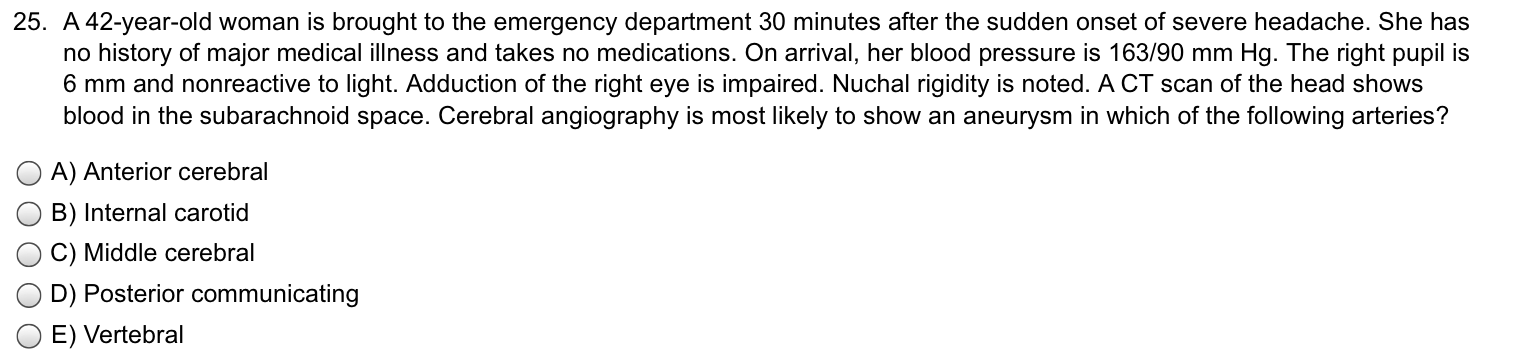 25. A 42-year-old woman is brought to the emergency department 30 minutes after the sudden onset of severe headache. She has
no history of major medical illness and takes no medications. On arrival, her blood pressure is 163/90 mm Hg. The right pupil is
6 mm and nonreactive to light. Adduction of the right eye is impaired. Nuchal rigidity is noted. A CT scan of the head shows
blood in the subarachnoid space. Cerebral angiography is most likely to show an aneurysm in which of the following arteries?
A) Anterior cerebral
B) Internal carotid
C) Middle cerebral
D) Posterior communicating
E) Vertebral